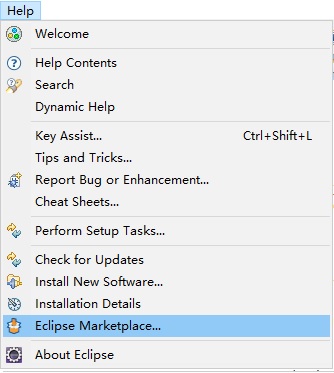 Help
Welcome
Help Contents
Search
Dynamic Help
Key Assist... Ctrl+Shift+L
Tips and Tricks...
Report Bug or Enhancement...
Cheat Sheets...
Perform Setup Tasks...
Check for Updates
Install New Software...
Installation Details
Eclipse Marketplace...
About Eclipse